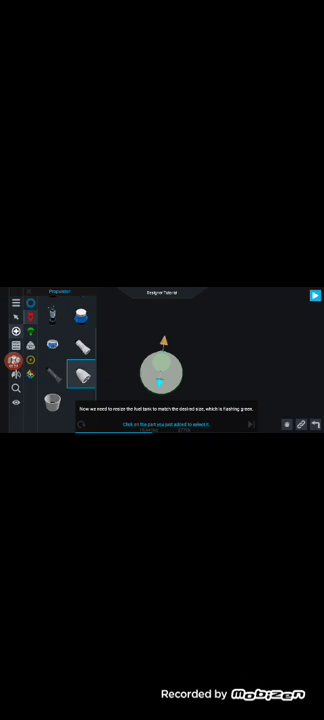 Propulsion
Designer Tutorial
Now we need to resize the fuel tank to match the desired size, which is flashing green.
Click on the part you just added to select it.
Recorded by MOBIZEN